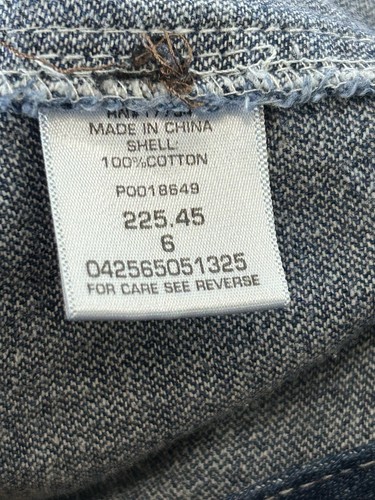 MADE IN CHINA
SHELL:
100%COTTON
P0018649
225.45
6
042565051325
FOR CARE SEE REVERSE